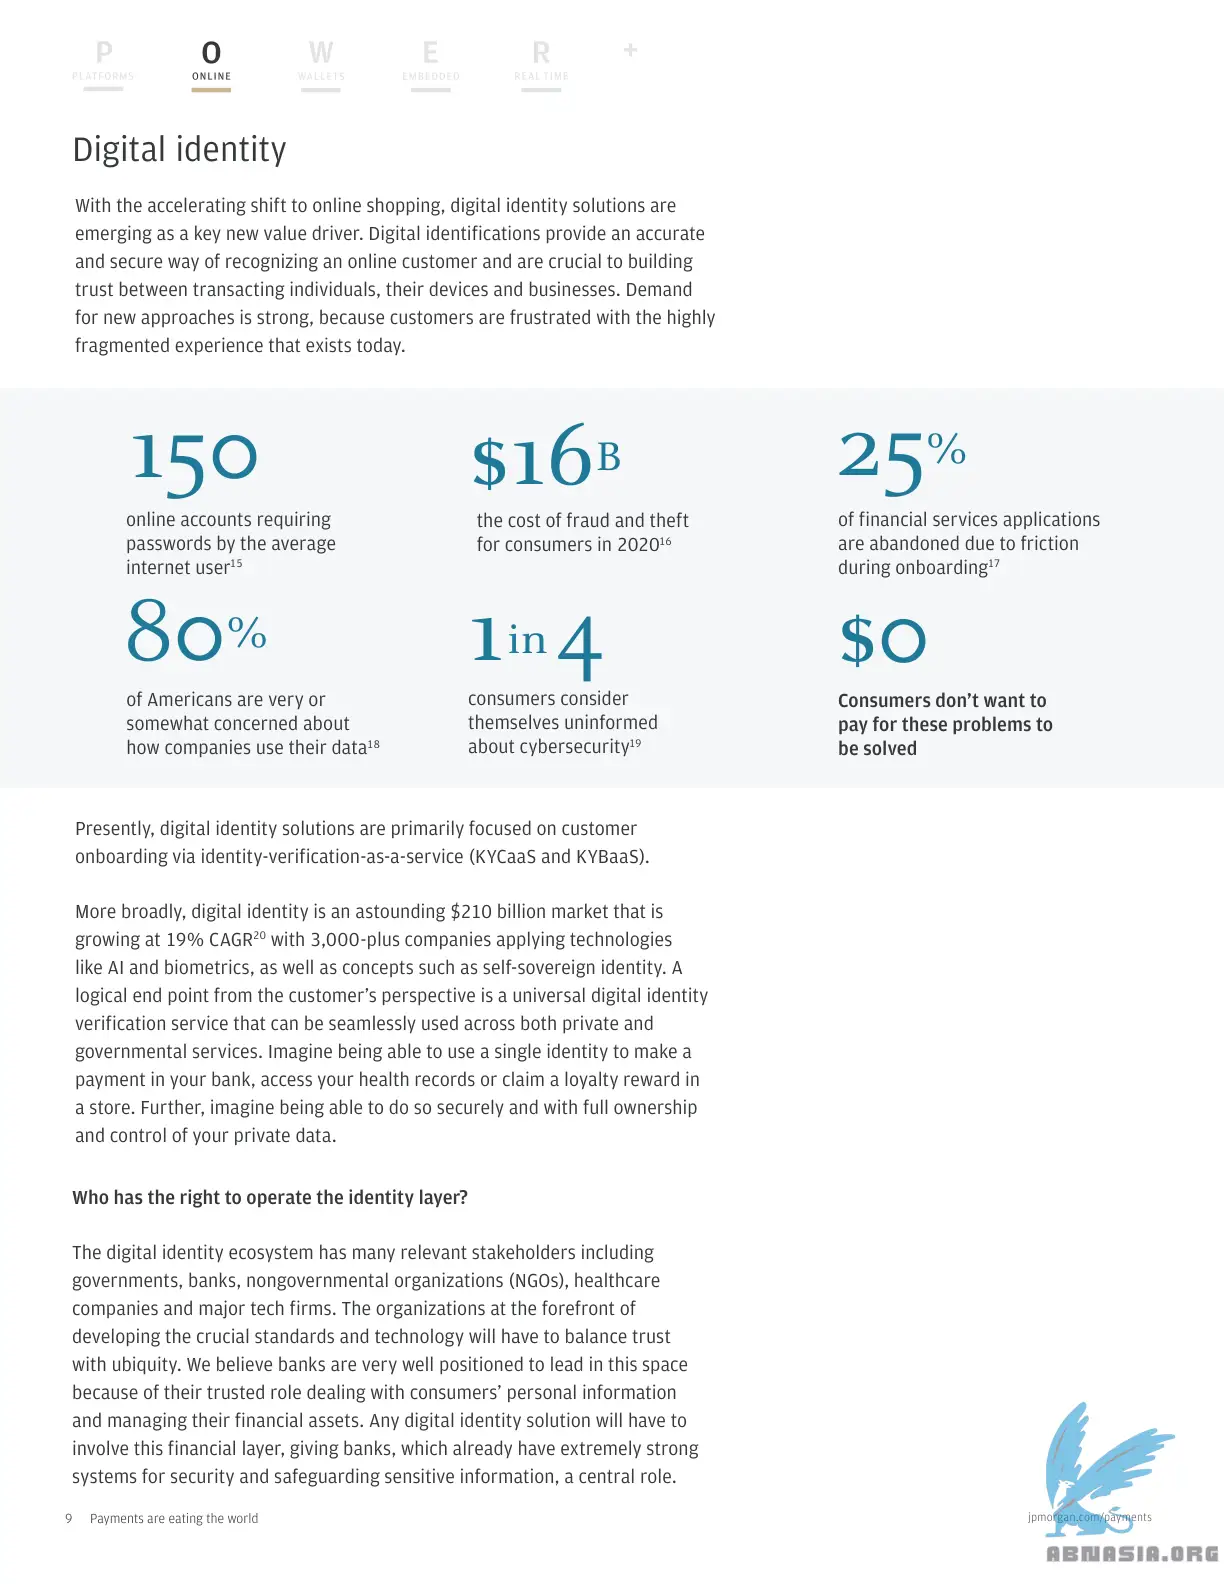 P
PLATFORMS
O
ONLINE
W
WALLETS
E
EMBEDDED
R
REAL TIME
+
Digital identity
With the accelerating shift to online shopping, digital identity solutions are
emerging as a key new value driver. Digital identifications provide an accurate
and secure way of recognizing an online customer and are crucial to building
trust between transacting individuals, their devices and businesses. Demand
for new approaches is strong, because customers are frustrated with the highly
fragmented experience that exists today.
150
online accounts requiring
passwords by the average
internet user15
$16B
the cost of fraud and theft
for consumers in 202016
25%
of financial services applications
are abandoned due to friction
during onboarding17
80%
of Americans are very or
somewhat concerned about
how companies use their data18
1 in 4
consumers consider
themselves uninformed
about cybersecurity19
$0
Consumers don’t want to
pay for these problems to
be solved
Presently, digital identity solutions are primarily focused on customer
onboarding via identity-verification-as-a-service (KYCaaS and KYBaaS).
More broadly, digital identity is an astounding $210 billion market that is
growing at 19% CAGR20 with 3,000-plus companies applying technologies
like AI and biometrics, as well as concepts such as self-sovereign identity. A
logical end point from the customer’s perspective is a universal digital identity
verification service that can be seamlessly used across both private and
governmental services. Imagine being able to use a single identity to make a
payment in your bank, access your health records or claim a loyalty reward in
a store. Further, imagine being able to do so securely and with full ownership
and control of your private data.
Who has the right to operate the identity layer?
The digital identity ecosystem has many relevant stakeholders including
governments, banks, nongovernmental organizations (NGOs), healthcare
companies and major tech firms. The organizations at the forefront of
developing the crucial standards and technology will have to balance trust
with ubiquity. We believe banks are very well positioned to lead in this space
because of their trusted role dealing with consumers’ personal information
and managing their financial assets. Any digital identity solution will have to
involve this financial layer, giving banks, which already have extremely strong
systems for security and safeguarding sensitive information, a central role.
9 Payments are eating the world
jpmorgan.com/payments
ABNASIA.ORG